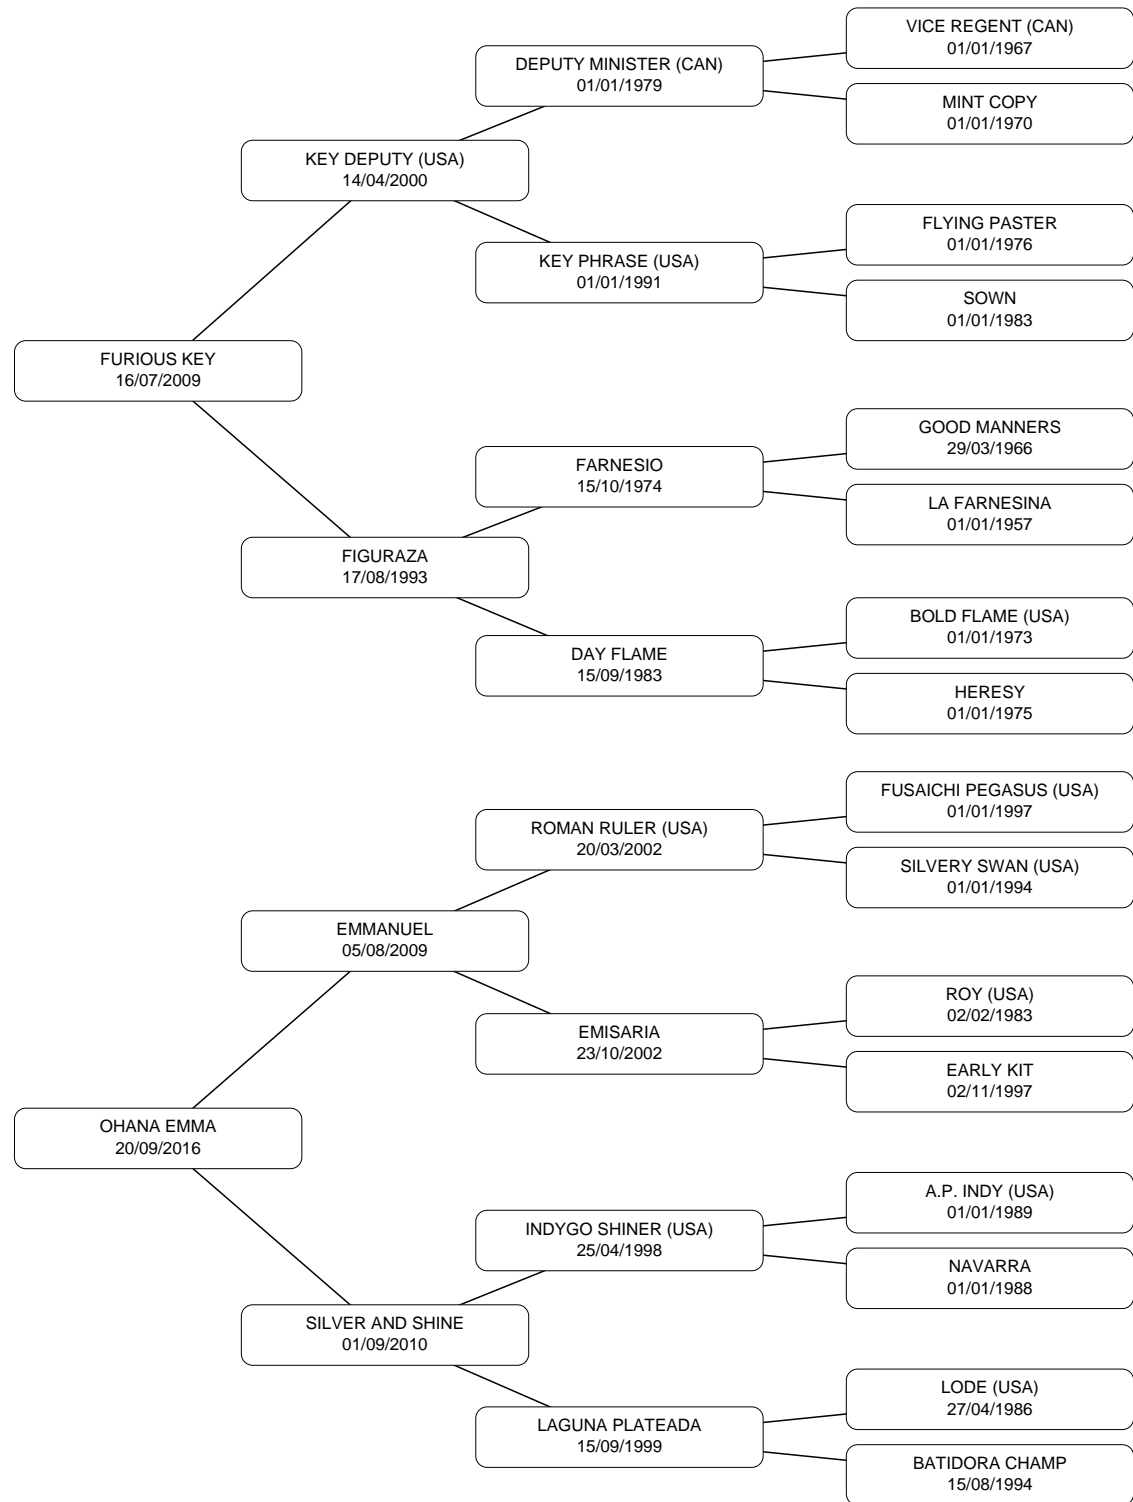 VICE REGENT (CAN)
01/01/1967
DEPUTY MINISTER (CAN)
01/01/1979
MINT COPY
01/01/1970
KEY DEPUTY (USA)
14/04/2000
FLYING PASTER
01/01/1976
KEY PHRASE (USA)
01/01/1991
SOWN
01/01/1983
FURIOUS KEY
16/07/2009
GOOD MANNERS
29/03/1966
FARNESIO
15/10/1974
LA FARNESINA
01/01/1957
FIGURAZA
17/08/1993
BOLD FLAME (USA)
01/01/1973
DAY FLAME
15/09/1983
HERESY
01/01/1975
FUSAICHI PEGASUS (USA)
01/01/1997
ROMAN RULER (USA)
20/03/2002
SILVERY SWAN (USA)
01/01/1994
EMMANUEL
05/08/2009
ROY (USA)
02/02/1983
EMISARIA
23/10/2002
EARLY KIT
02/11/1997
OHANA EMMA
20/09/2016
A.P. INDY (USA)
01/01/1989
INDYGO SHINER (USA)
25/04/1998
NAVARRA
01/01/1988
SILVER AND SHINE
01/09/2010
LODE (USA)
27/04/1986
LAGUNA PLATEADA
15/09/1999
BATIDORA CHAMP
15/08/1994